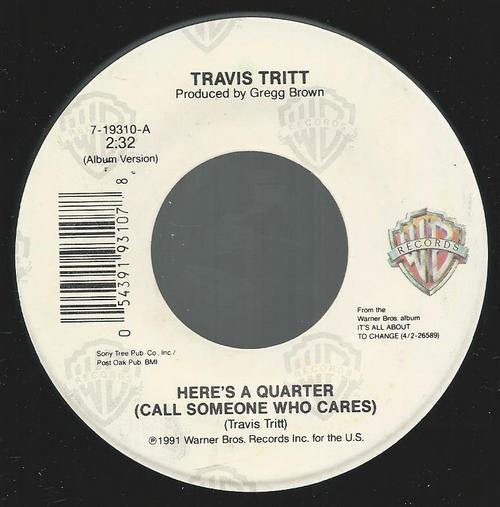 TRAVIS TRITT
Produced by Gregg Brown
7-19310-A
2:32
(Album Version)
0 54391 93107 8
WB
RECORDS
From the
Warner Bros. album
IT'S ALL ABOUT
TO CHANGE (4/2-26589)
Sony Tree Pub. Co., Inc./
Post Oak Pub. BMI
HERE'S A QUARTER
(CALL SOMEONE WHO CARES)
(Travis Tritt)
℗1991 Warner Bros. Records Inc. for the U.S.